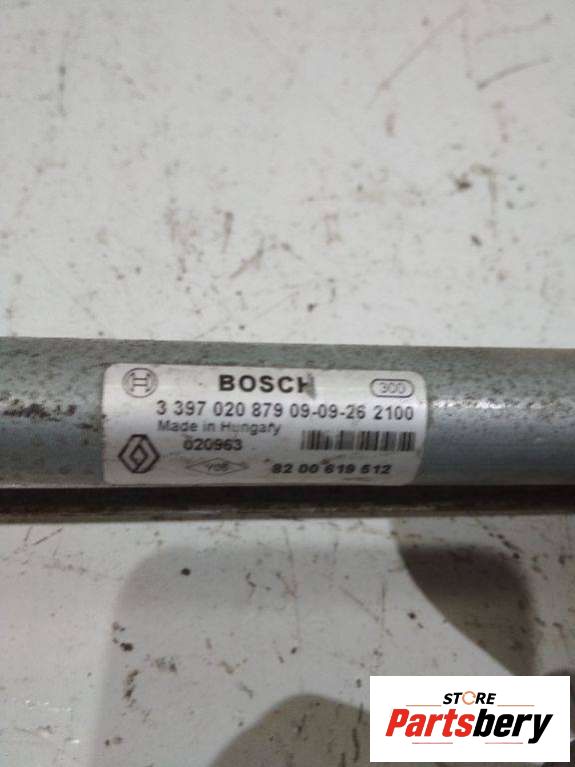 BOSCH 300
3 397 020 879 09-09-26 2100
Made in Hungary
020963
82 00 619 512
STORE
Partsbery